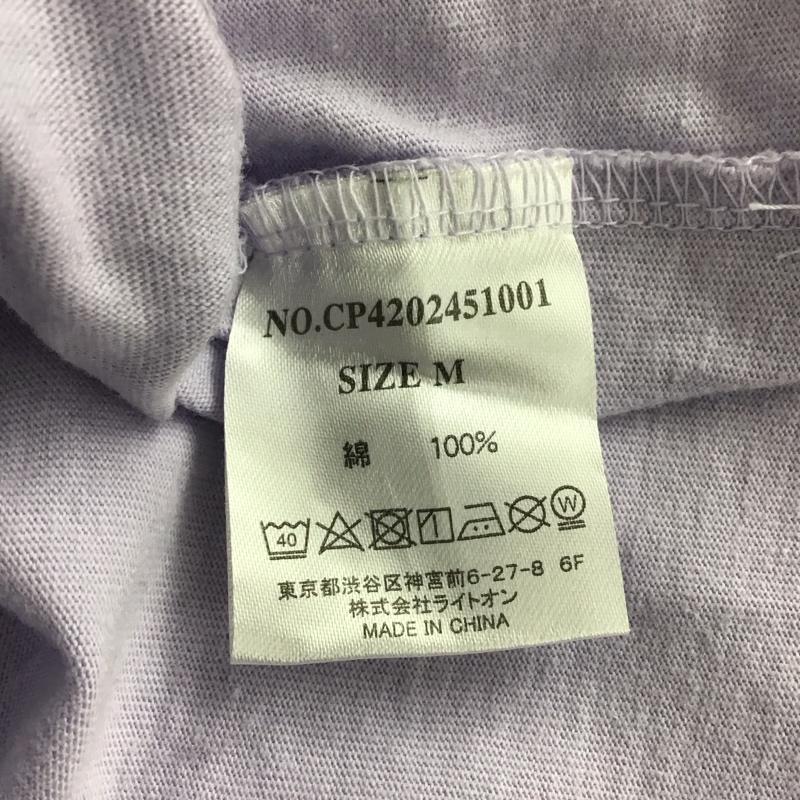 NO.CP4202451001
SIZE M
綿 100%
40 W
東京都渋谷区神宮前6-27-8 6F
株式会社ライトオン
MADE IN CHINA